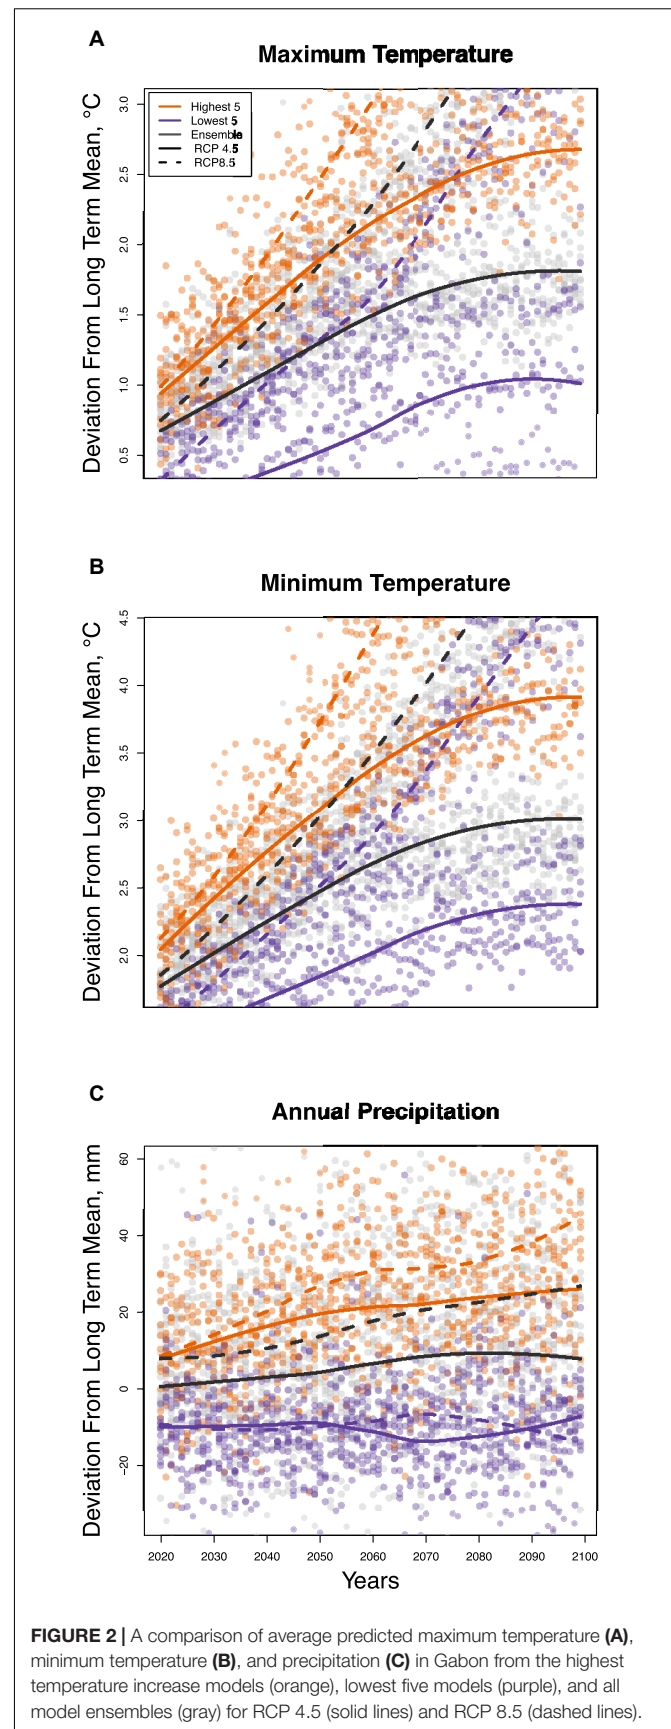 A
Maximum Temperature
Deviation From Long Term Mean, °C
3.0
2.5
2.0
1.5
1.0
0.5
Highest 5
Lowest 5
Ensemble
RCP 4.5
RCP8.5
B
Minimum Temperature
Deviation From Long Term Mean, °C
4.5
4.0
3.5
3.0
2.5
2.0
C
Annual Precipitation
Deviation From Long Term Mean, mm
60
40
20
0
−20
2020 2030 2040 2050 2060 2070 2080 2090 2100
Years
FIGURE 2 | A comparison of average predicted maximum temperature (A),
minimum temperature (B), and precipitation (C) in Gabon from the highest
temperature increase models (orange), lowest five models (purple), and all
model ensembles (gray) for RCP 4.5 (solid lines) and RCP 8.5 (dashed lines).